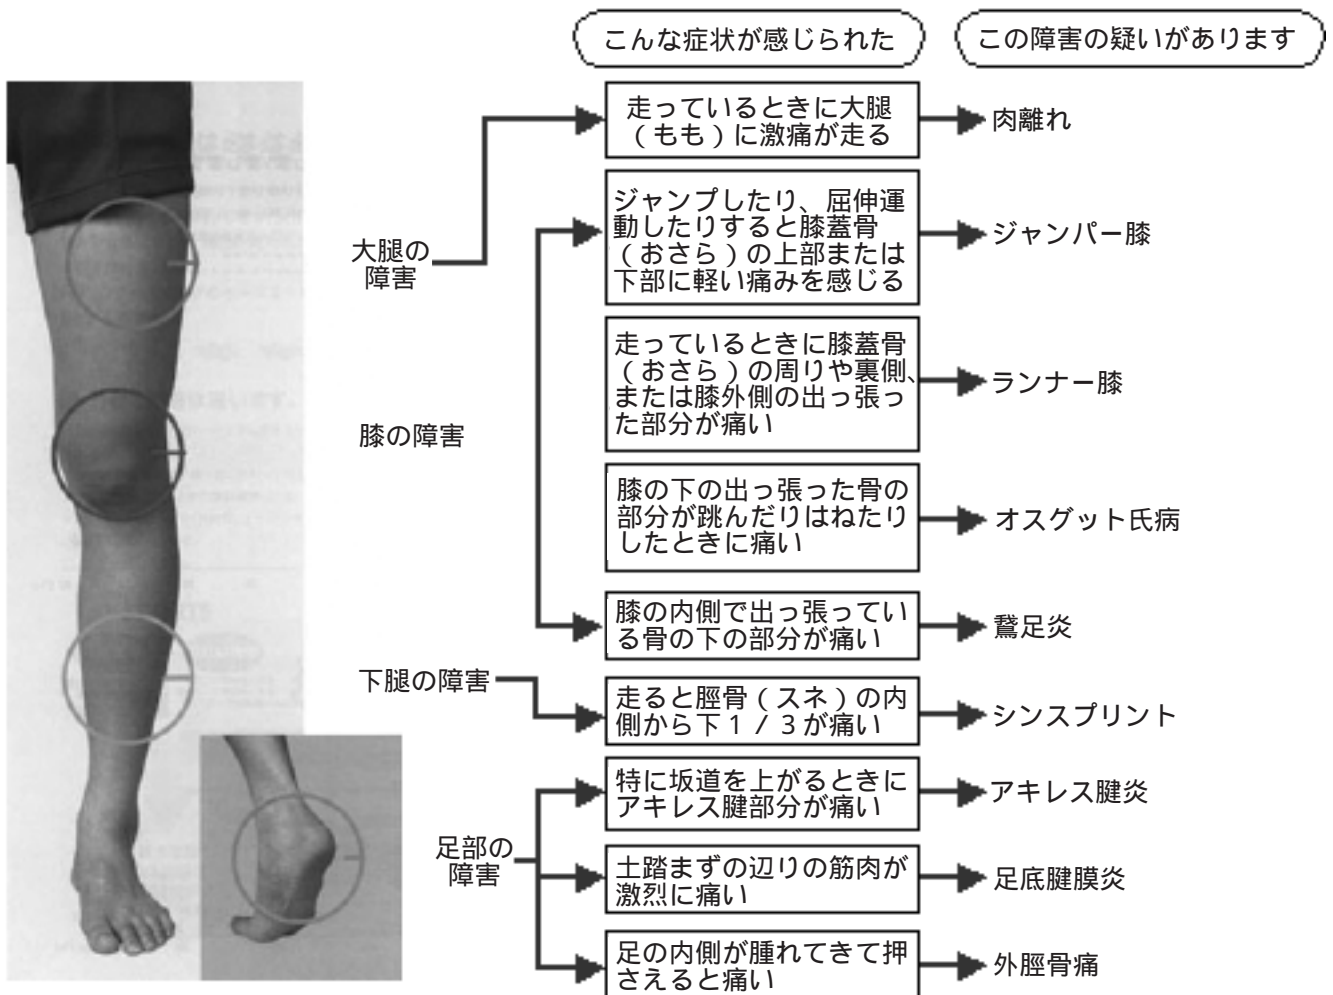 こんな症状が感じられた
この障害の疑いがあります
大腿の
障害
走っているときに大腿
（もも）に激痛が走る
肉離れ
膝の障害
ジャンプしたり、屈伸運
動したりすると膝蓋骨
（おさら）の上部または
下部に軽い痛みを感じる
ジャンパー膝
走っているときに膝蓋骨
（おさら）の周りや裏側、
または膝外側の出っ張っ
た部分が痛い
ランナー膝
膝の下の出っ張った骨の
部分が跳んだりはねたり
したときに痛い
オスグット氏病
膝の内側で出っ張ってい
る骨の下の部分が痛い
鵞足炎
下腿の障害
走ると脛骨（スネ）の内
側から下１／３が痛い
シンスプリント
足部の
障害
特に坂道を上がるときに
アキレス腱部分が痛い
アキレス腱炎
土踏まずの辺りの筋肉が
激烈に痛い
足底腱膜炎
足の内側が腫れてきて押
さえると痛い
外脛骨痛